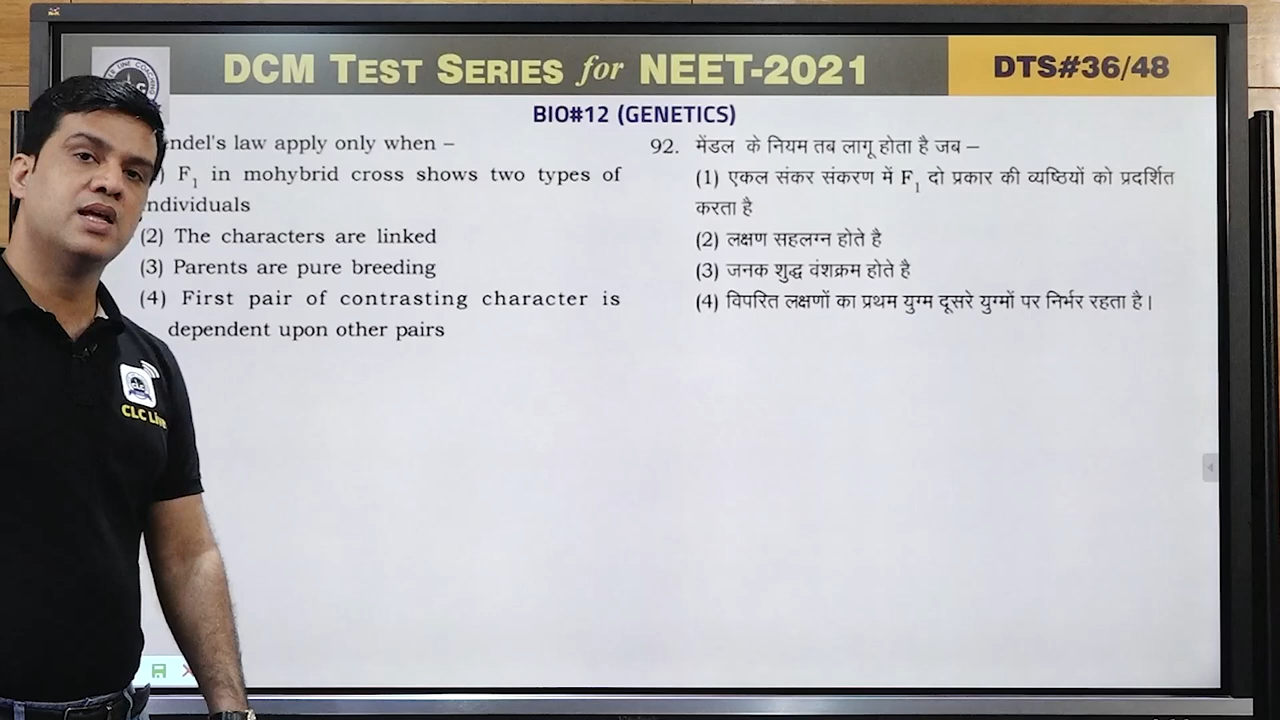 DCM TEST SERIES for NEET-2021
DTS#36/48
BIO#12 (GENETICS)
endel's law apply only when –
F1 in mohybrid cross shows two types of
individuals
(2) The characters are linked
(3) Parents are pure breeding
(4) First pair of contrasting character is
dependent upon other pairs
92. मेंडल के नियम तब लागू होता है जब –
(1) एकल संकर संकरण में F1 दो प्रकार की व्यष्ठियों को प्रदर्शित
करता है
(2) लक्षण सहलग्न होते है
(3) जनक शुद्ध वंशक्रम होते है
(4) विपरित लक्षणों का प्रथम युग्म दूसरे युग्मों पर निर्भर रहता है।
CLC Live